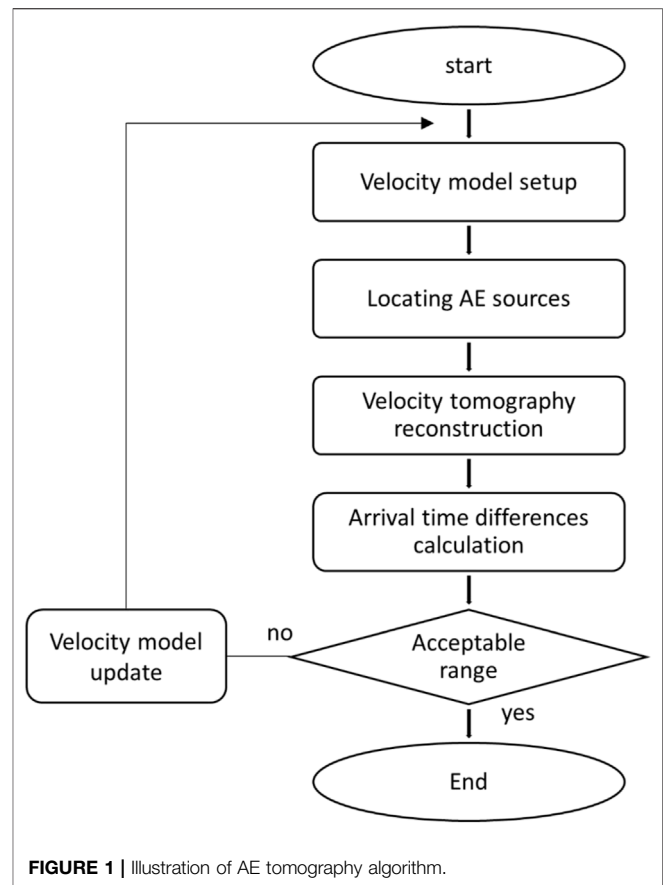 start
Velocity model setup
Locating AE sources
Velocity tomography
reconstruction
Arrival time differences
calculation
Acceptable
range
no
Velocity model
update
yes
End
FIGURE 1 | Illustration of AE tomography algorithm.